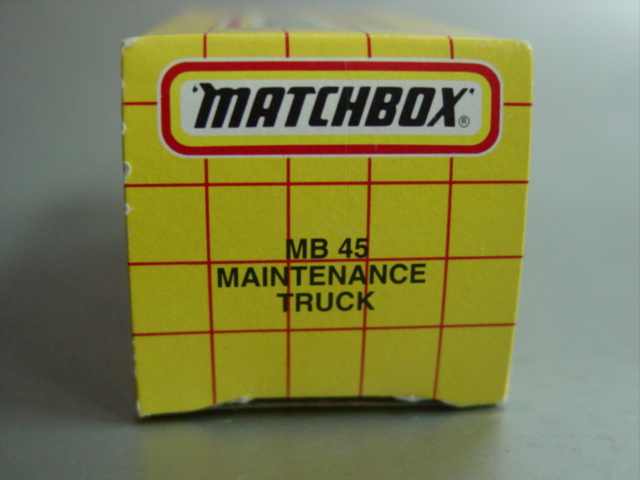 'MATCHBOX'®
MB 45
MAINTENANCE
TRUCK